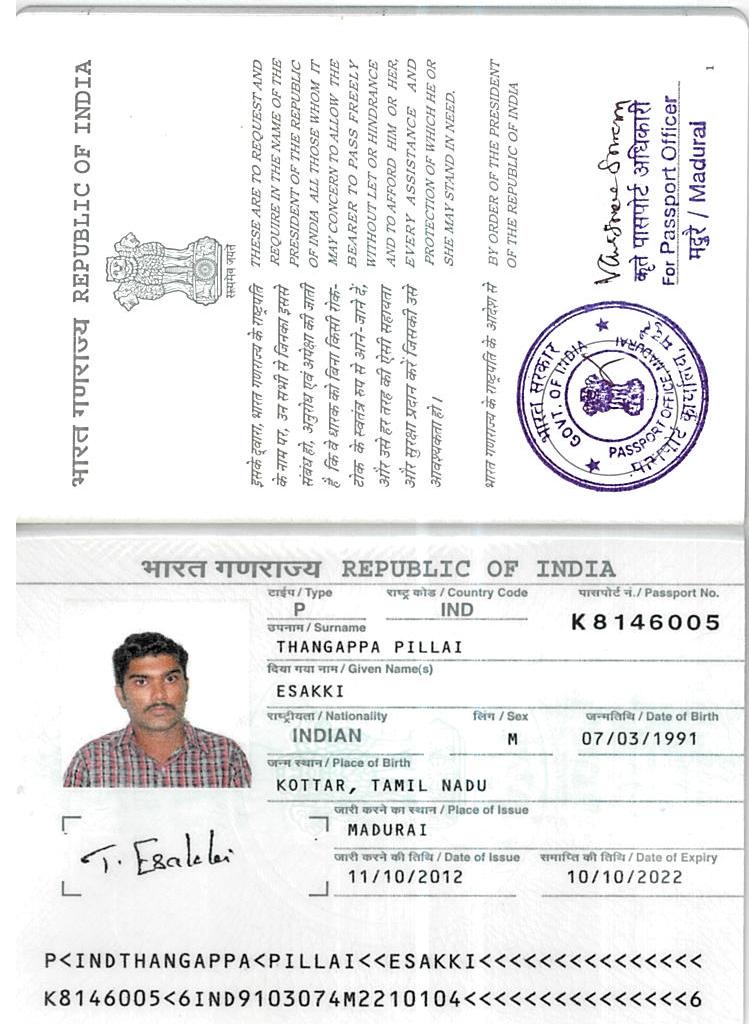 भारत गणराज्य REPUBLIC OF INDIA
सत्यमेव जयते
इसके द्वारा, भारत गणराज्य के राष्ट्रपति
के नाम पर, उन सभी से जिनका इससे
संबंध हो, अनुरोध एवं अपेक्षा की जाती
है कि वे धारक को बिना किसी रोक-
टोक के स्वतंत्र रूप से आने-जाने दें,
और उसे हर तरह की ऐसी सहायता
और सुरक्षा प्रदान करें जिसकी उसे
आवश्यकता हो।
THESE ARE TO REQUEST AND
REQUIRE IN THE NAME OF THE
PRESIDENT OF THE REPUBLIC
OF INDIA ALL THOSE WHOM IT
MAY CONCERN TO ALLOW THE
BEARER TO PASS FREELY
WITHOUT LET OR HINDRANCE
AND TO AFFORD HIM OR HER,
EVERY ASSISTANCE AND
PROTECTION OF WHICH HE OR
SHE MAY STAND IN NEED.
भारत गणराज्य के राष्ट्रपति के आदेश से
BY ORDER OF THE PRESIDENT
OF THE REPUBLIC OF INDIA
भारत सरकार
GOVT. OF INDIA
PASSPORT OFFICE, MADURAI
कृते पासपोर्ट अधिकारी
For Passport Officer
मदुरै / Madurai
1
भारत गणराज्य REPUBLIC OF INDIA
टाईप / Type राष्ट्र कोड / Country Code पासपोर्ट नं. / Passport No.
P IND K8146005
उपनाम / Surname
THANGAPPA PILLAI
दिया गया नाम / Given Name(s)
ESAKKI
राष्ट्रीयता / Nationality लिंग / Sex जन्मतिथि / Date of Birth
INDIAN M 07/03/1991
जन्म स्थान / Place of Birth
KOTTAR, TAMIL NADU
जारी करने का स्थान / Place of Issue
MADURAI
जारी करने की तिथि / Date of Issue समाप्ति की तिथि / Date of Expiry
11/10/2012 10/10/2022
T. Esakki
P<INDTHANGAPPA<PILLAI<<ESAKKI<<<<<<<<<<<<<<<
K8146005<6IND9103074M2210104<<<<<<<<<<<<<<<6